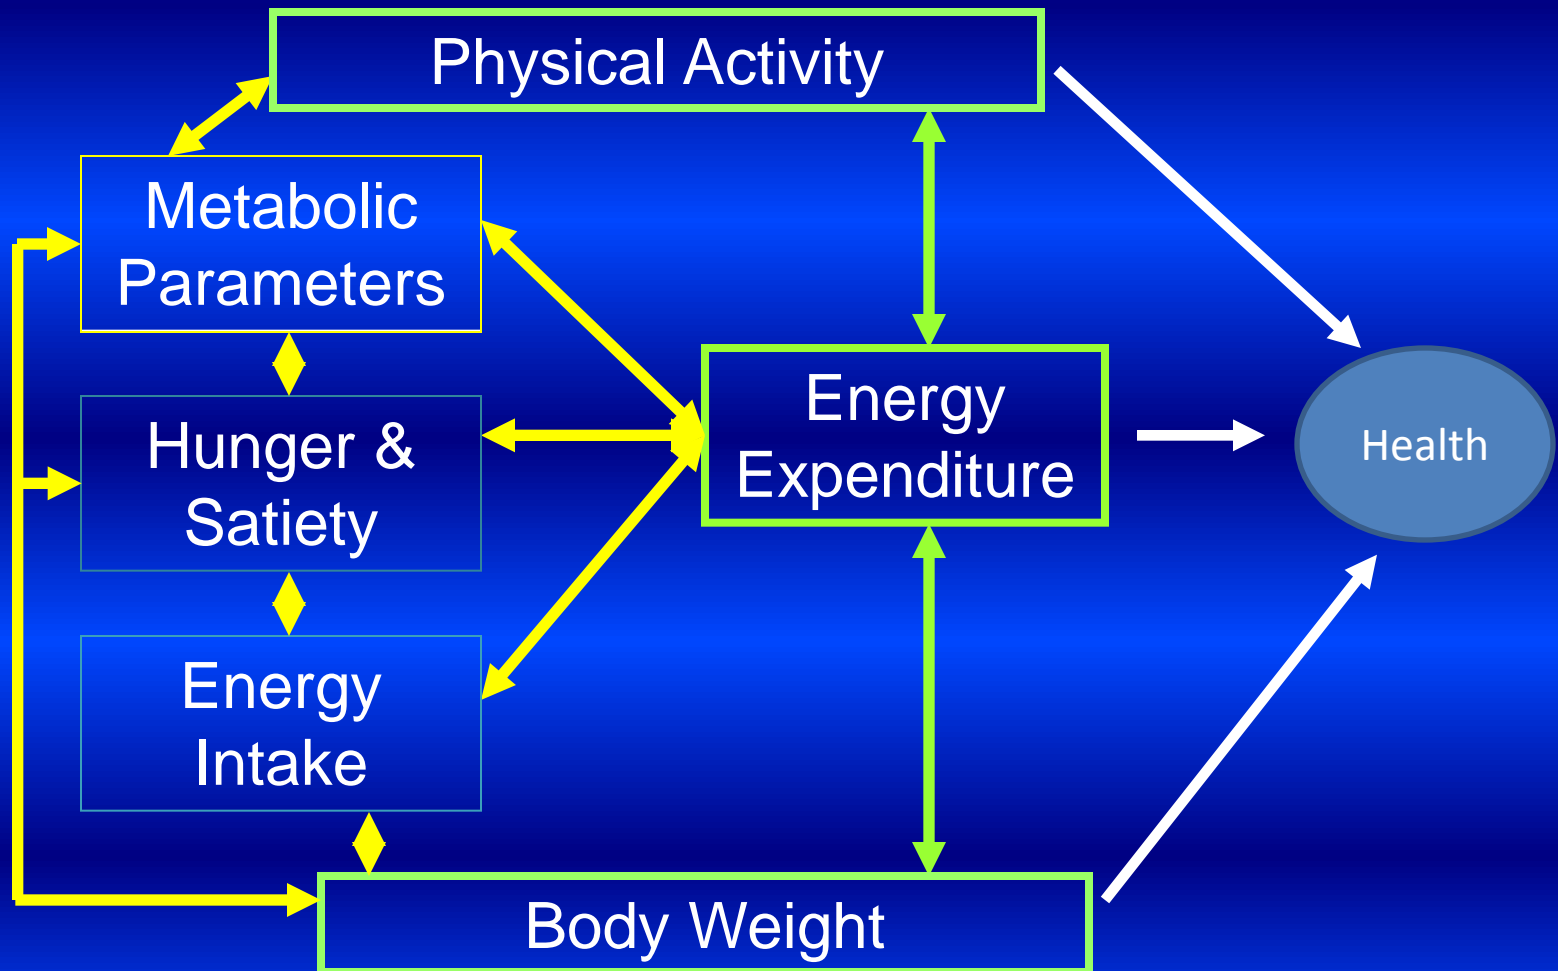 Physical Activity
Metabolic
Parameters
Hunger &
Satiety
Energy
Intake
Energy
Expenditure
Health
Body Weight